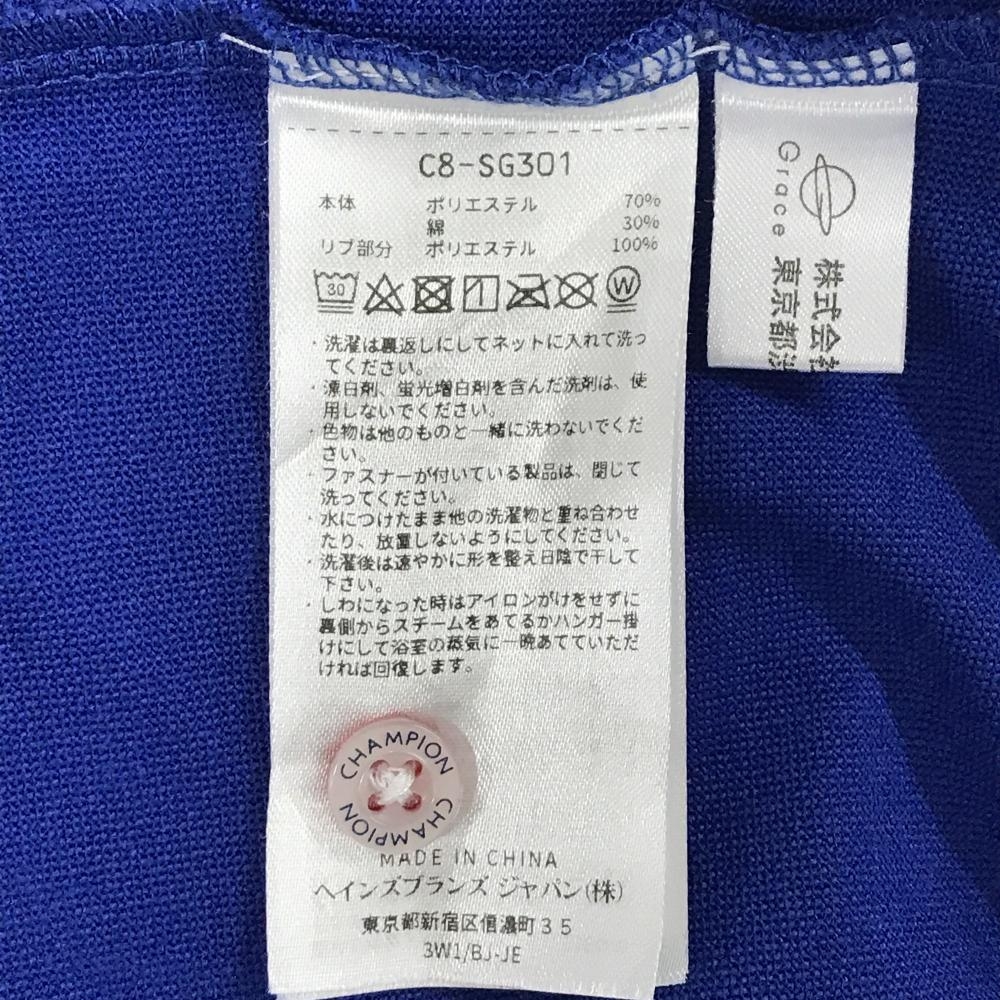 C8-SG301
本体 ポリエステル 70%
綿 30%
リブ部分 ポリエステル 100%
30
W
・洗濯は裏返しにしてネットに入れて洗っ
てください。
・漂白剤、蛍光増白剤を含んだ洗剤は、使
用しないでください。
・色物は他のものと一緒に洗わないでくだ
さい。
・ファスナーが付いている製品は、閉じて
洗ってください。
・水につけたまま他の洗濯物と重ね合わせ
たり、放置しないようにしてください。
・洗濯後は速やかに形を整え日陰で干して
下さい。
・しわになった時はアイロンがけをせずに
裏側からスチームをあてるかハンガー掛
けにして浴室の蒸気に一晩あてていただ
ければ回復します。
CHAMPION
CHAMPION
MADE IN CHINA
ヘインズブランズ ジャパン(株)
東京都新宿区信濃町35
3W1/BJ-JE
Grace
株式会社
東京都渋